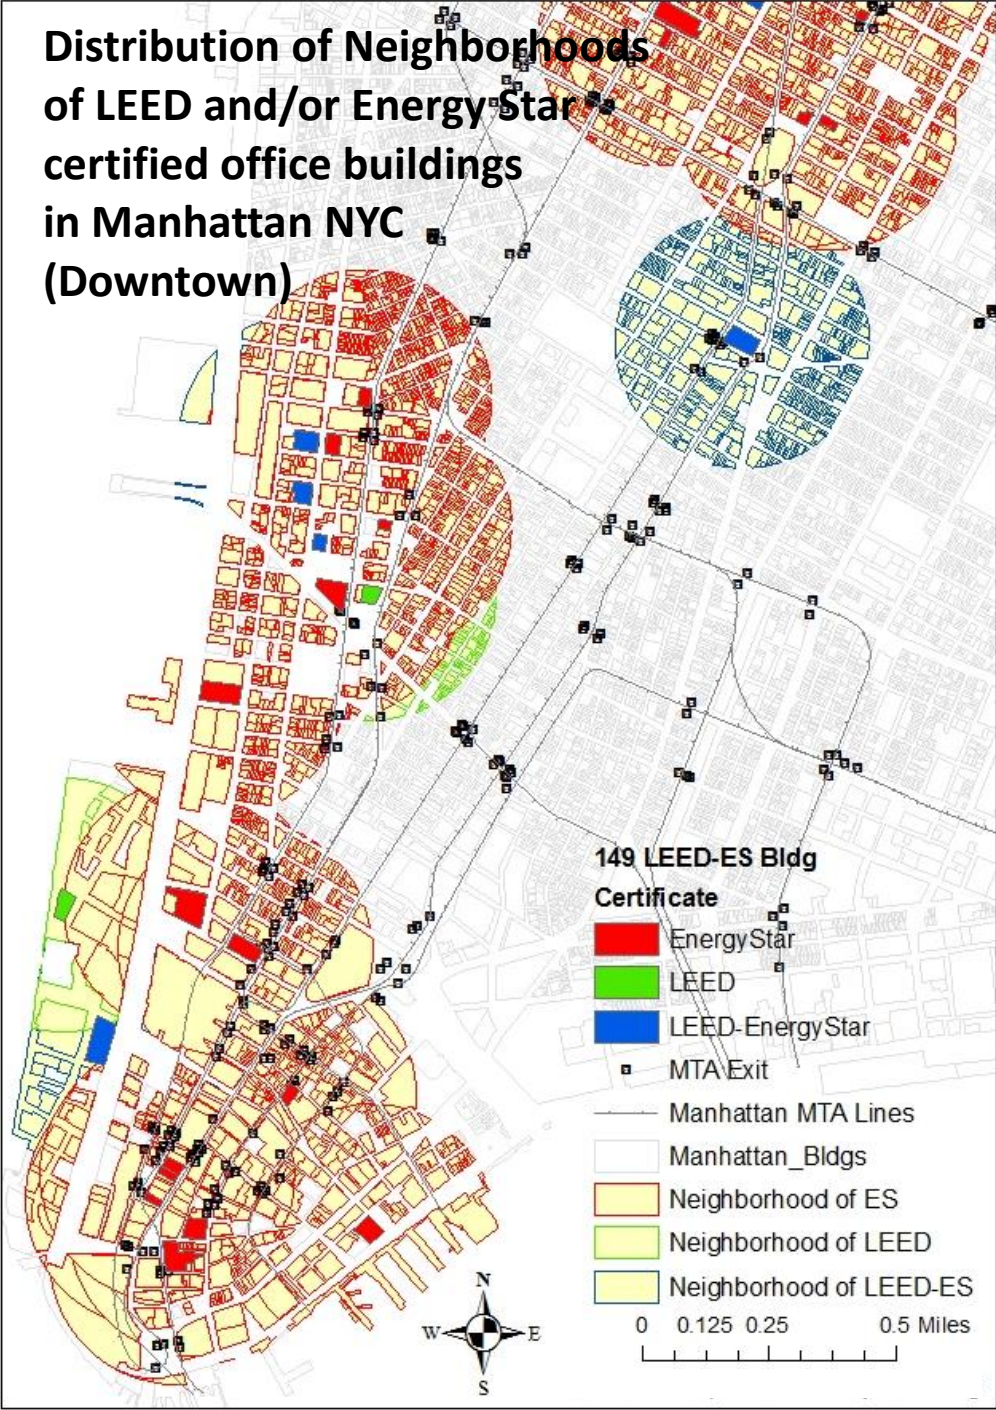 Distribution of Neighborhoods
of LEED and/or Energy Star
certified office buildings
in Manhattan NYC
(Downtown)
149 LEED-ES Bldg
Certificate
EnergyStar
LEED
LEED-EnergyStar
MTA Exit
Manhattan MTA Lines
Manhattan_Bldgs
Neighborhood of ES
Neighborhood of LEED
Neighborhood of LEED-ES
0 0.125 0.25 0.5 Miles
N
W E
S